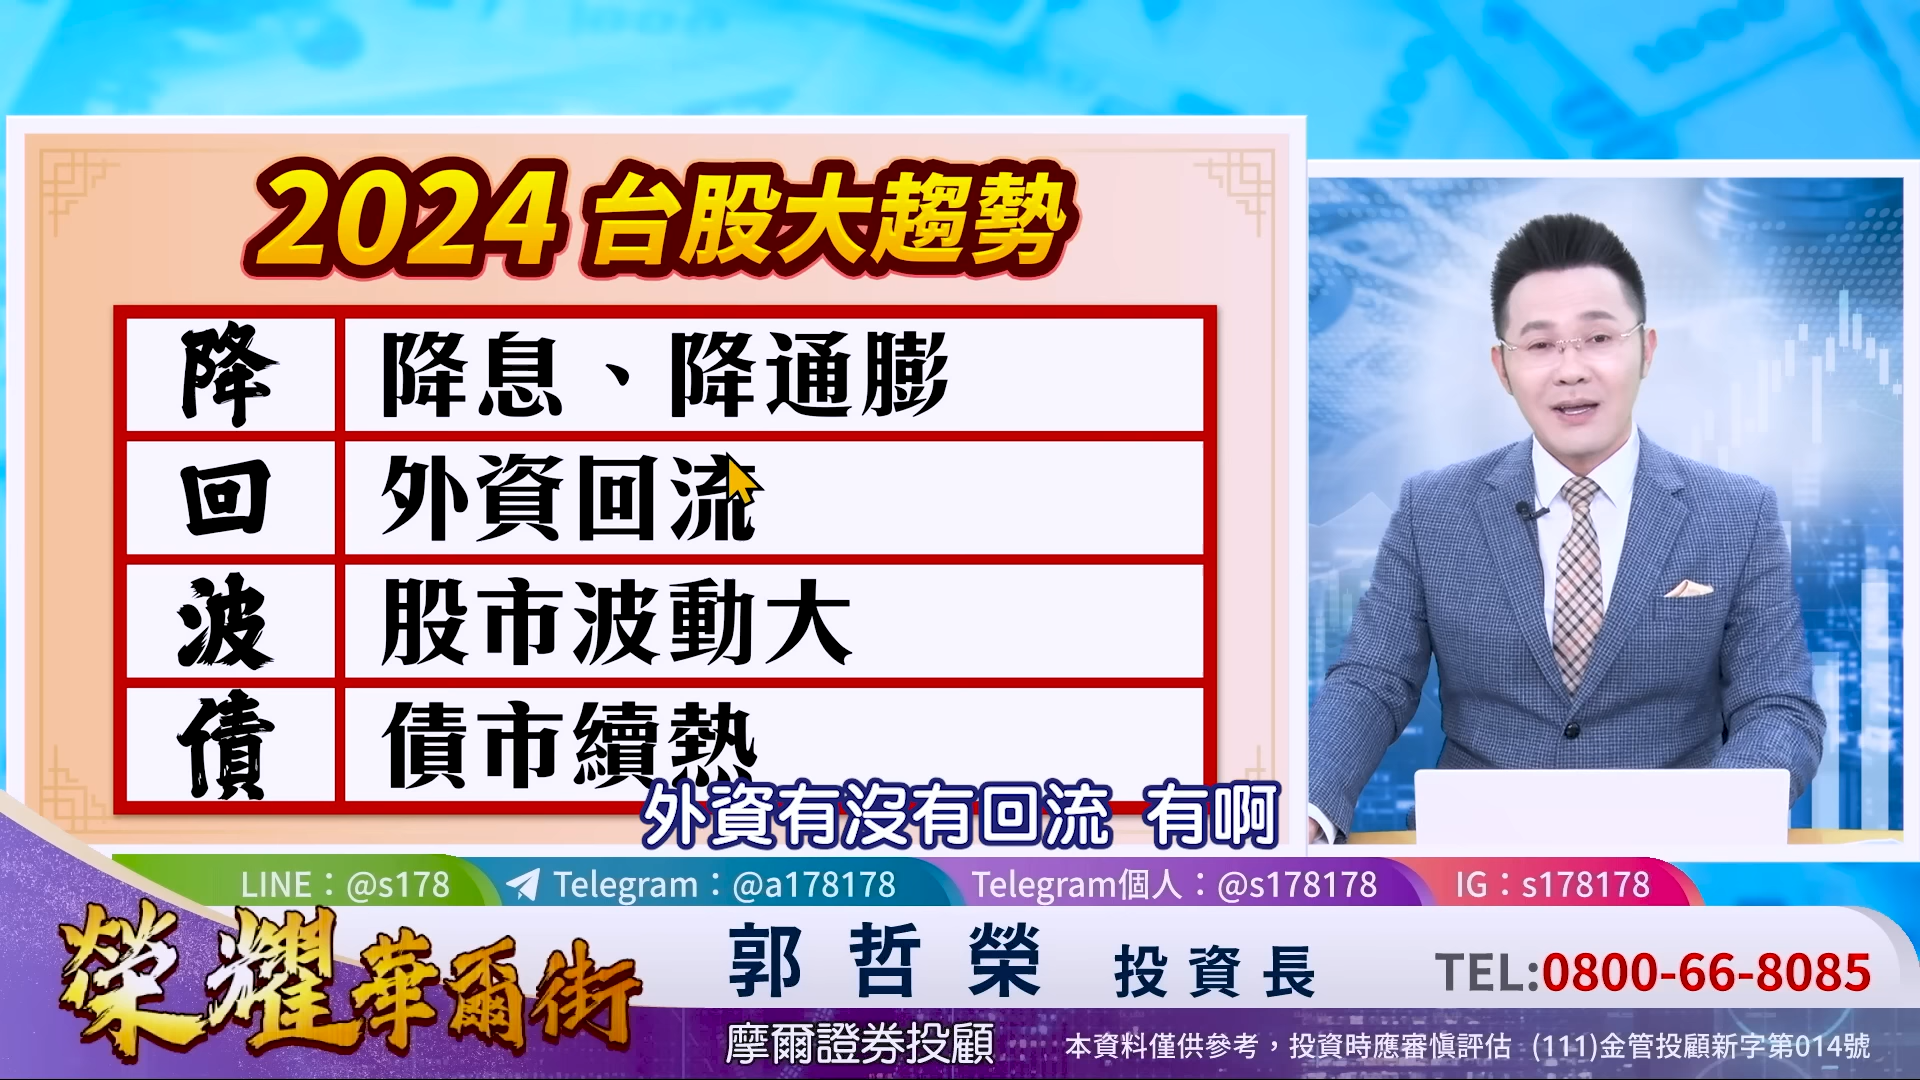 2024台股大趨勢
降 降息、降通膨
回 外資回流
波 股市波動大
債 債市續熱
外資有沒有回流 有啊
LINE：@s178 Telegram：@a178178 Telegram個人：@s178178 IG：s178178
榮耀華爾街
郭哲榮 投資長
TEL:0800-66-8085
摩爾證券投顧
本資料僅供參考，投資時應審慎評估 (111)金管投顧新字第014號